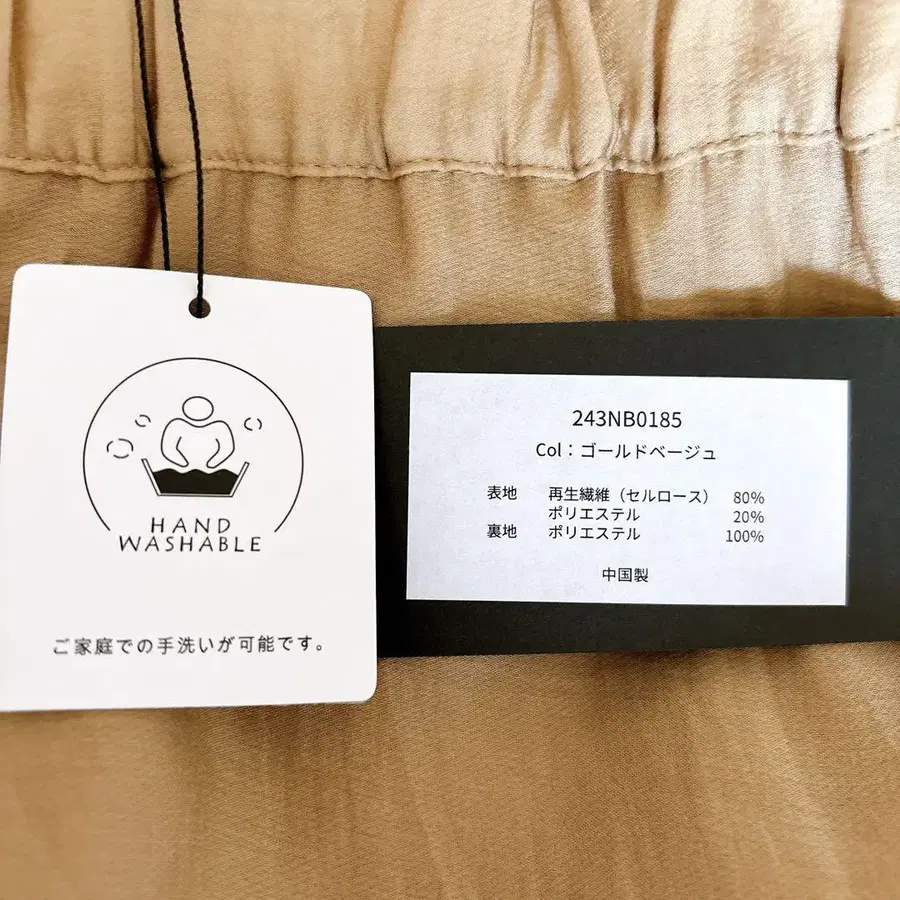 HAND
WASHABLE
ご家庭での手洗いが可能です。
243NB0185
Col：ゴールドベージュ
表地 再生繊維（セルロース） 80%
ポリエステル 20%
裏地 ポリエステル 100%
中国製